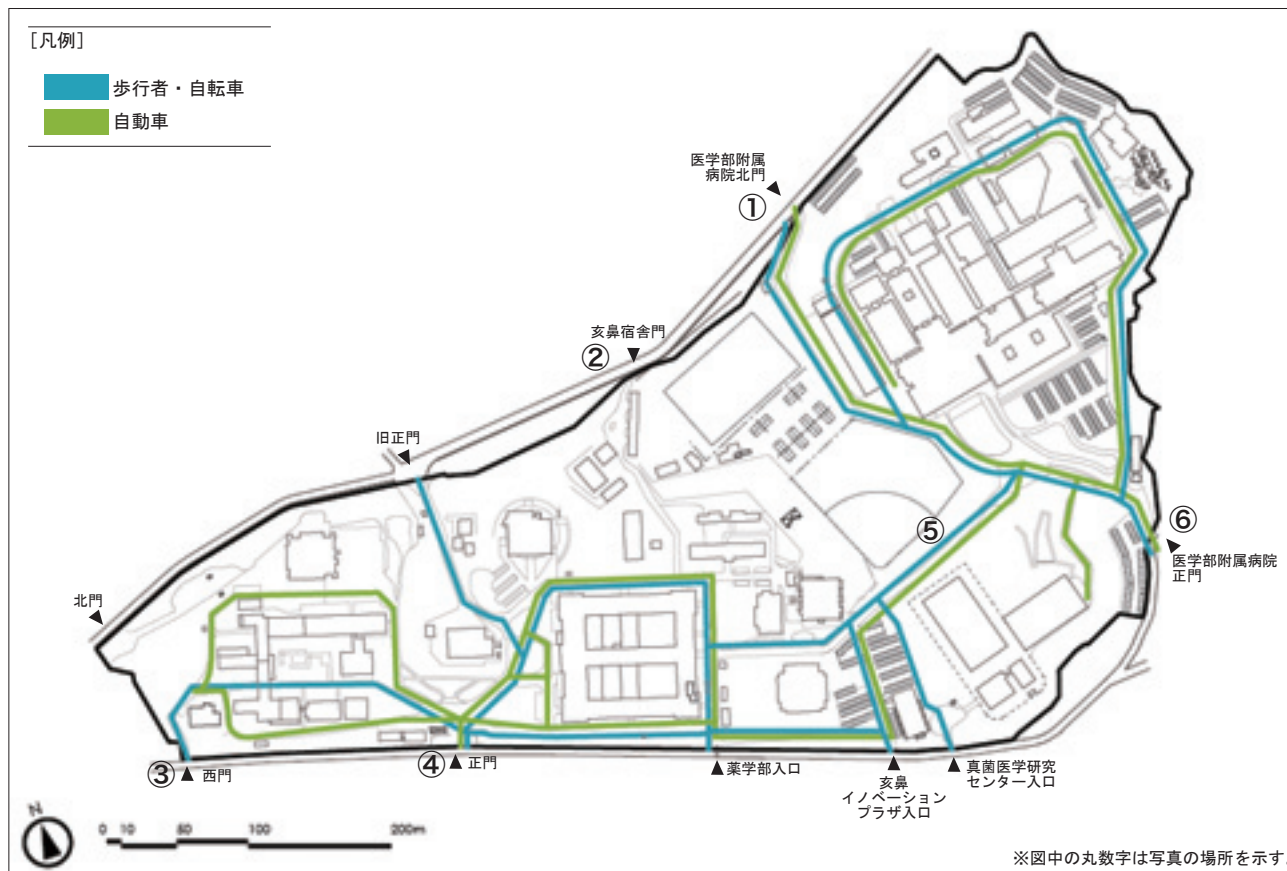 [凡例]
歩行者・自転車
自動車
医学部附属
病院北門
①
亥鼻宿舎門
②
旧正門
北門
⑤
⑥
医学部附属病院
正門
③
西門
④
正門
薬学部入口
亥鼻
イノベーション
プラザ入口
真菌医学研究
センター入口
N
0 10 50 100 200m
※図中の丸数字は写真の場所を示す。